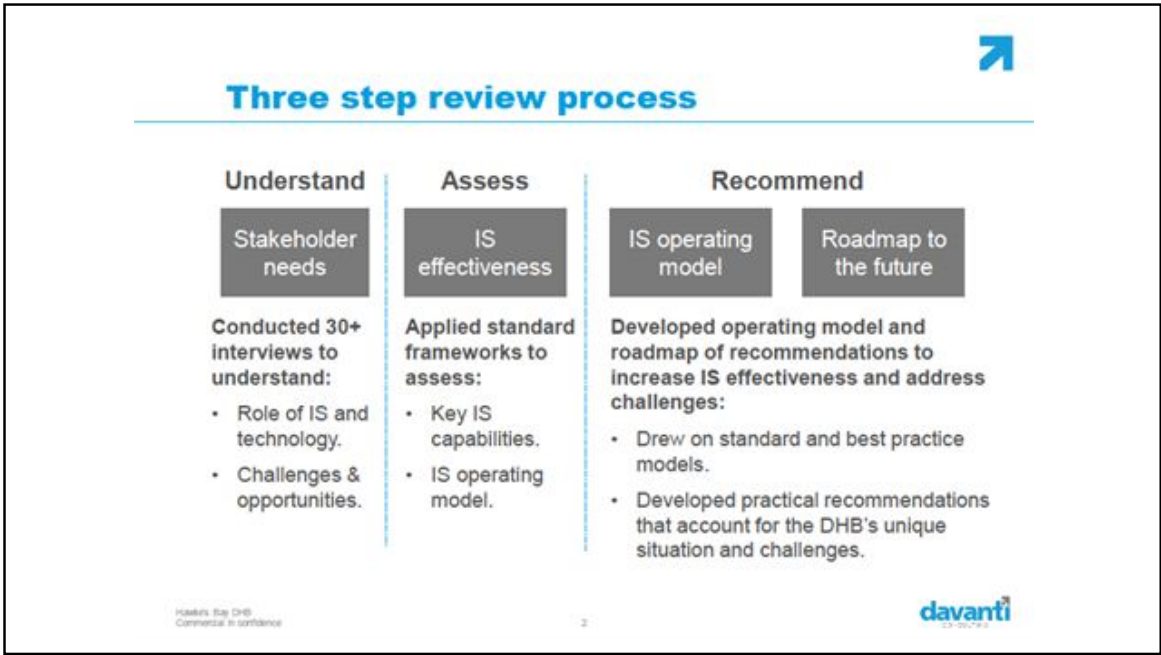 Three step review process
Understand
Stakeholder
needs
Conducted 30+
interviews to
understand:
• Role of IS and
technology.
• Challenges &
opportunities.
Assess
IS
effectiveness
Applied standard
frameworks to
assess:
• Key IS
capabilities.
• IS operating
model.
Recommend
IS operating
model
Roadmap to
the future
Developed operating model and
roadmap of recommendations to
increase IS effectiveness and address
challenges:
• Drew on standard and best practice
models.
• Developed practical recommendations
that account for the DHB's unique
situation and challenges.
Hawke's Bay DHB
Commercial in confidence
2
davanti
CONSULTING